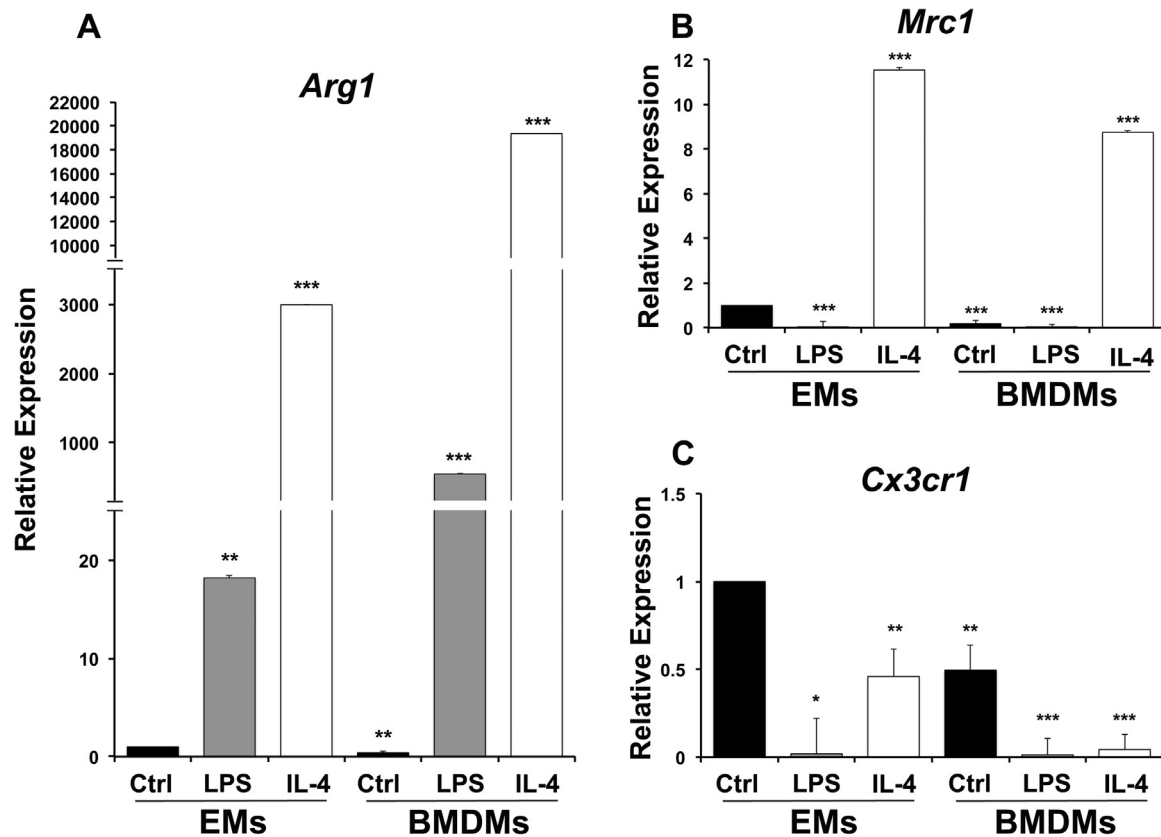 A
Arg1
Relative Expression
22000
20000
18000
16000
14000
12000
10000
3000
2000
1000
20
10
0
***
***
***
**
**
Ctrl LPS IL-4 Ctrl LPS IL-4
EMs BMDMs
B
Mrc1
Relative Expression
12
10
8
6
4
2
0
***
***
*** *** ***
Ctrl LPS IL-4 Ctrl LPS IL-4
EMs BMDMs
C
Cx3cr1
Relative Expression
1.5
1
0.5
0
** **
* *** ***
Ctrl LPS IL-4 Ctrl LPS IL-4
EMs BMDMs